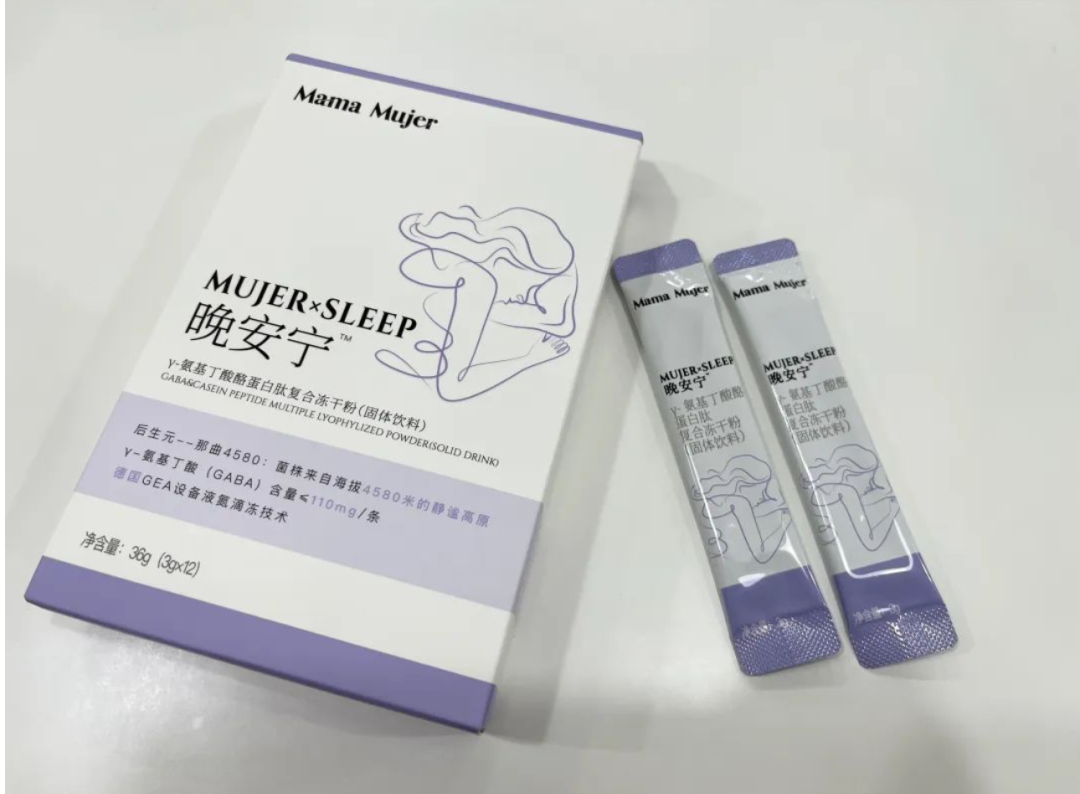 Mama Mujer
MUJER×SLEEP
晚安宁™
γ-氨基丁酸酪蛋白肽复合冻干粉(固体饮料)
GABA&CASEIN PEPTIDE MULTIPLE LYOPHYLIZED POWDER(SOLID DRINK)
后生元--那曲4580：菌株来自海拔4580米的静谧高原
γ-氨基丁酸（GABA）含量≤110mg/条
德国GEA设备液氮滴冻技术
净含量：36g (3g×12)
Mama Mujer
MUJER×SLEEP
晚安宁™
γ-氨基丁酸酪
蛋白肽
复合冻干粉
(固体饮料)
Mama Mujer
MUJER×SLEEP
晚安宁™
γ-氨基丁酸酪
蛋白肽
复合冻干粉
(固体饮料)
净含量